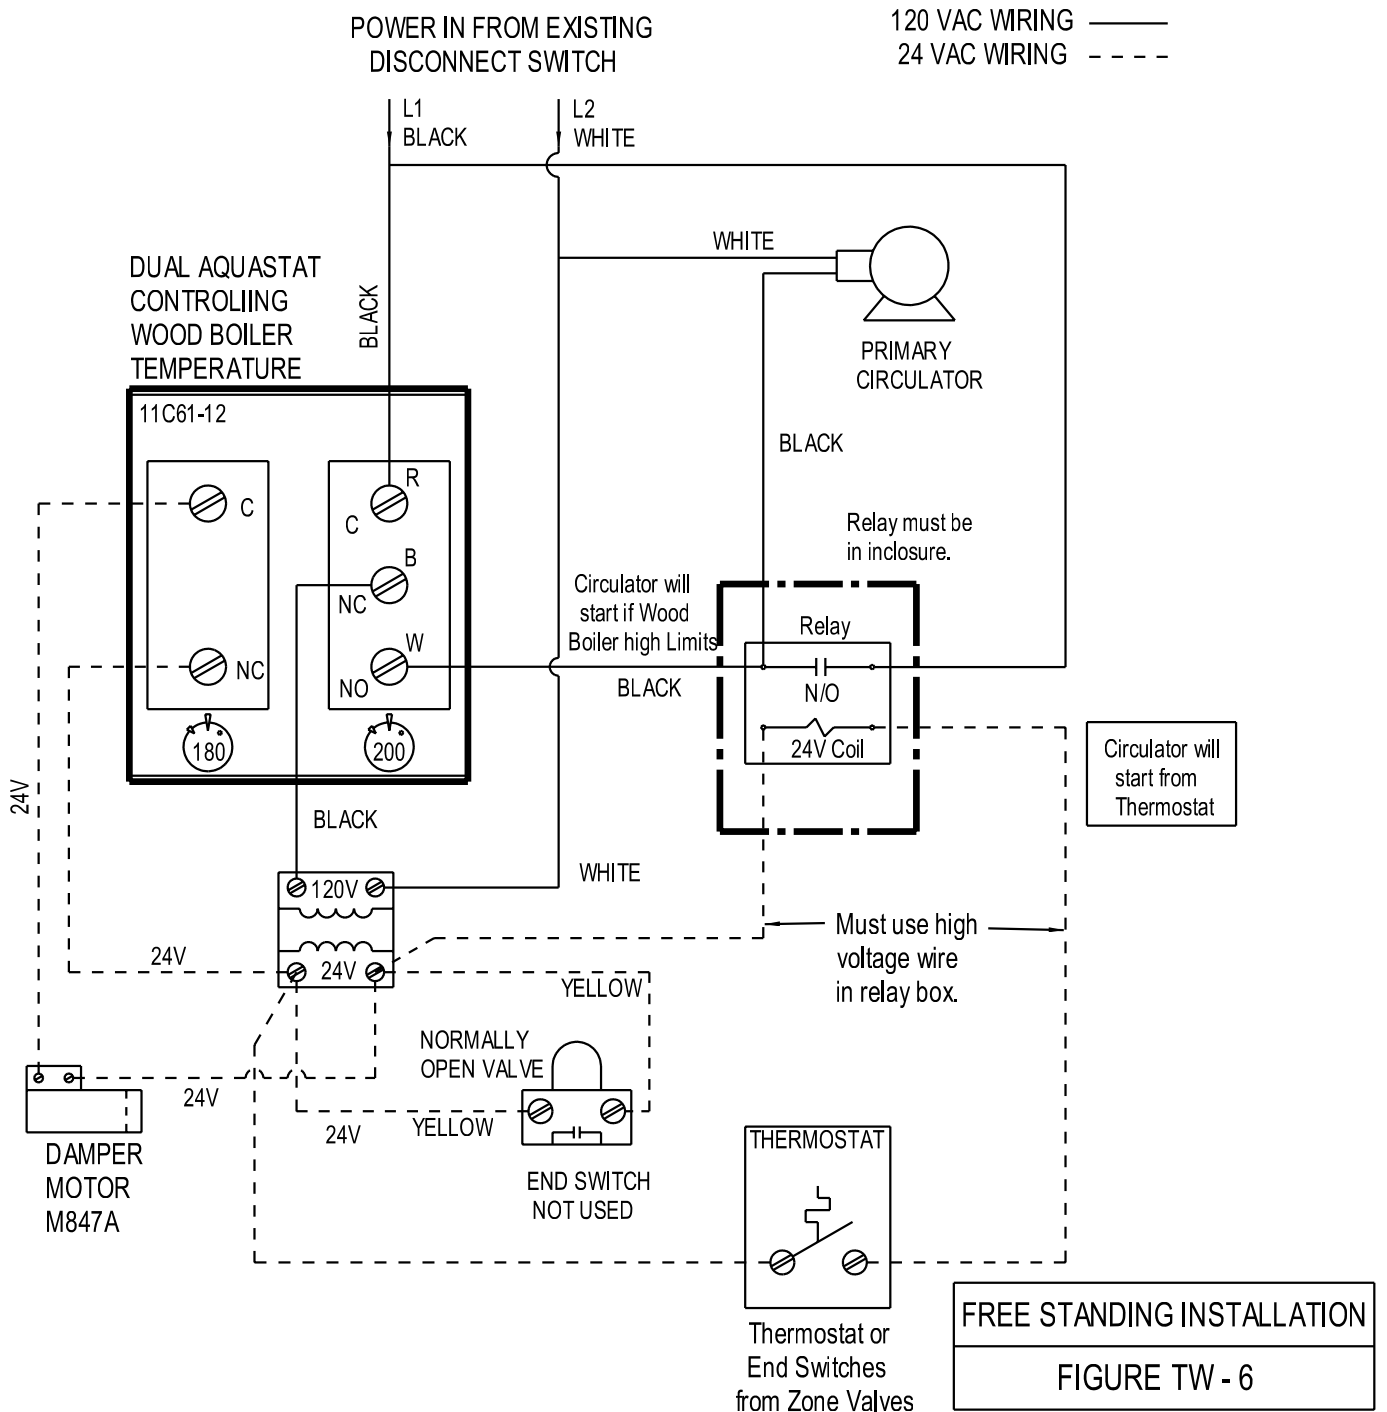 POWER IN FROM EXISTING
DISCONNECT SWITCH
120 VAC WIRING
24 VAC WIRING
L1
BLACK
L2
WHITE
WHITE
DUAL AQUASTAT
CONTROLIING
WOOD BOILER
TEMPERATURE
BLACK
PRIMARY
CIRCULATOR
11C61-12
BLACK
C
R
C
B
NC
W
NC
NO
180
200
Relay must be
in inclosure.
Circulator will
start if Wood
Boiler high Limits
BLACK
Relay
N/O
24V Coil
Circulator will
start from
Thermostat
24V
BLACK
120V
WHITE
Must use high
voltage wire
in relay box.
24V
24V
YELLOW
NORMALLY
OPEN VALVE
24V
24V
YELLOW
DAMPER
MOTOR
M847A
END SWITCH
NOT USED
THERMOSTAT
Thermostat or
End Switches
from Zone Valves
FREE STANDING INSTALLATION
FIGURE TW - 6